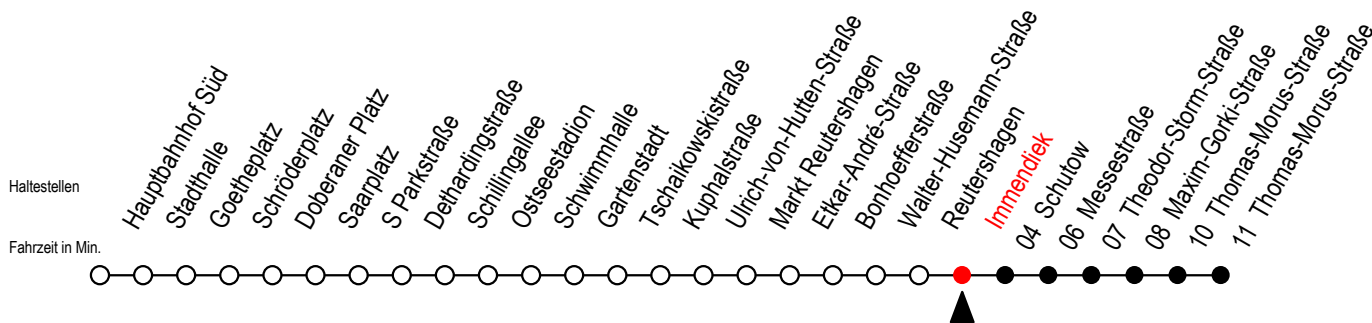 Haltestellen
Fahrzeit in Min.
Hauptbahnhof Süd
Stadthalle
Goetheplatz
Schröderplatz
Doberaner Platz
Saarplatz
S Parkstraße
Dethardingstraße
Schillingallee
Ostseestadion
Schwimmhalle
Gartenstadt
Tschaikowskistraße
Kuphalstraße
Ulrich-von-Hutten-Straße
Markt Reutershagen
Etkar-André-Straße
Bonhoefferstraße
Walter-Husemann-Straße
Reutershagen
Immendiek
04 Schutow
06 Messestraße
07 Theodor-Storm-Straße
08 Maxim-Gorki-Straße
10 Thomas-Morus-Straße
11 Thomas-Morus-Straße